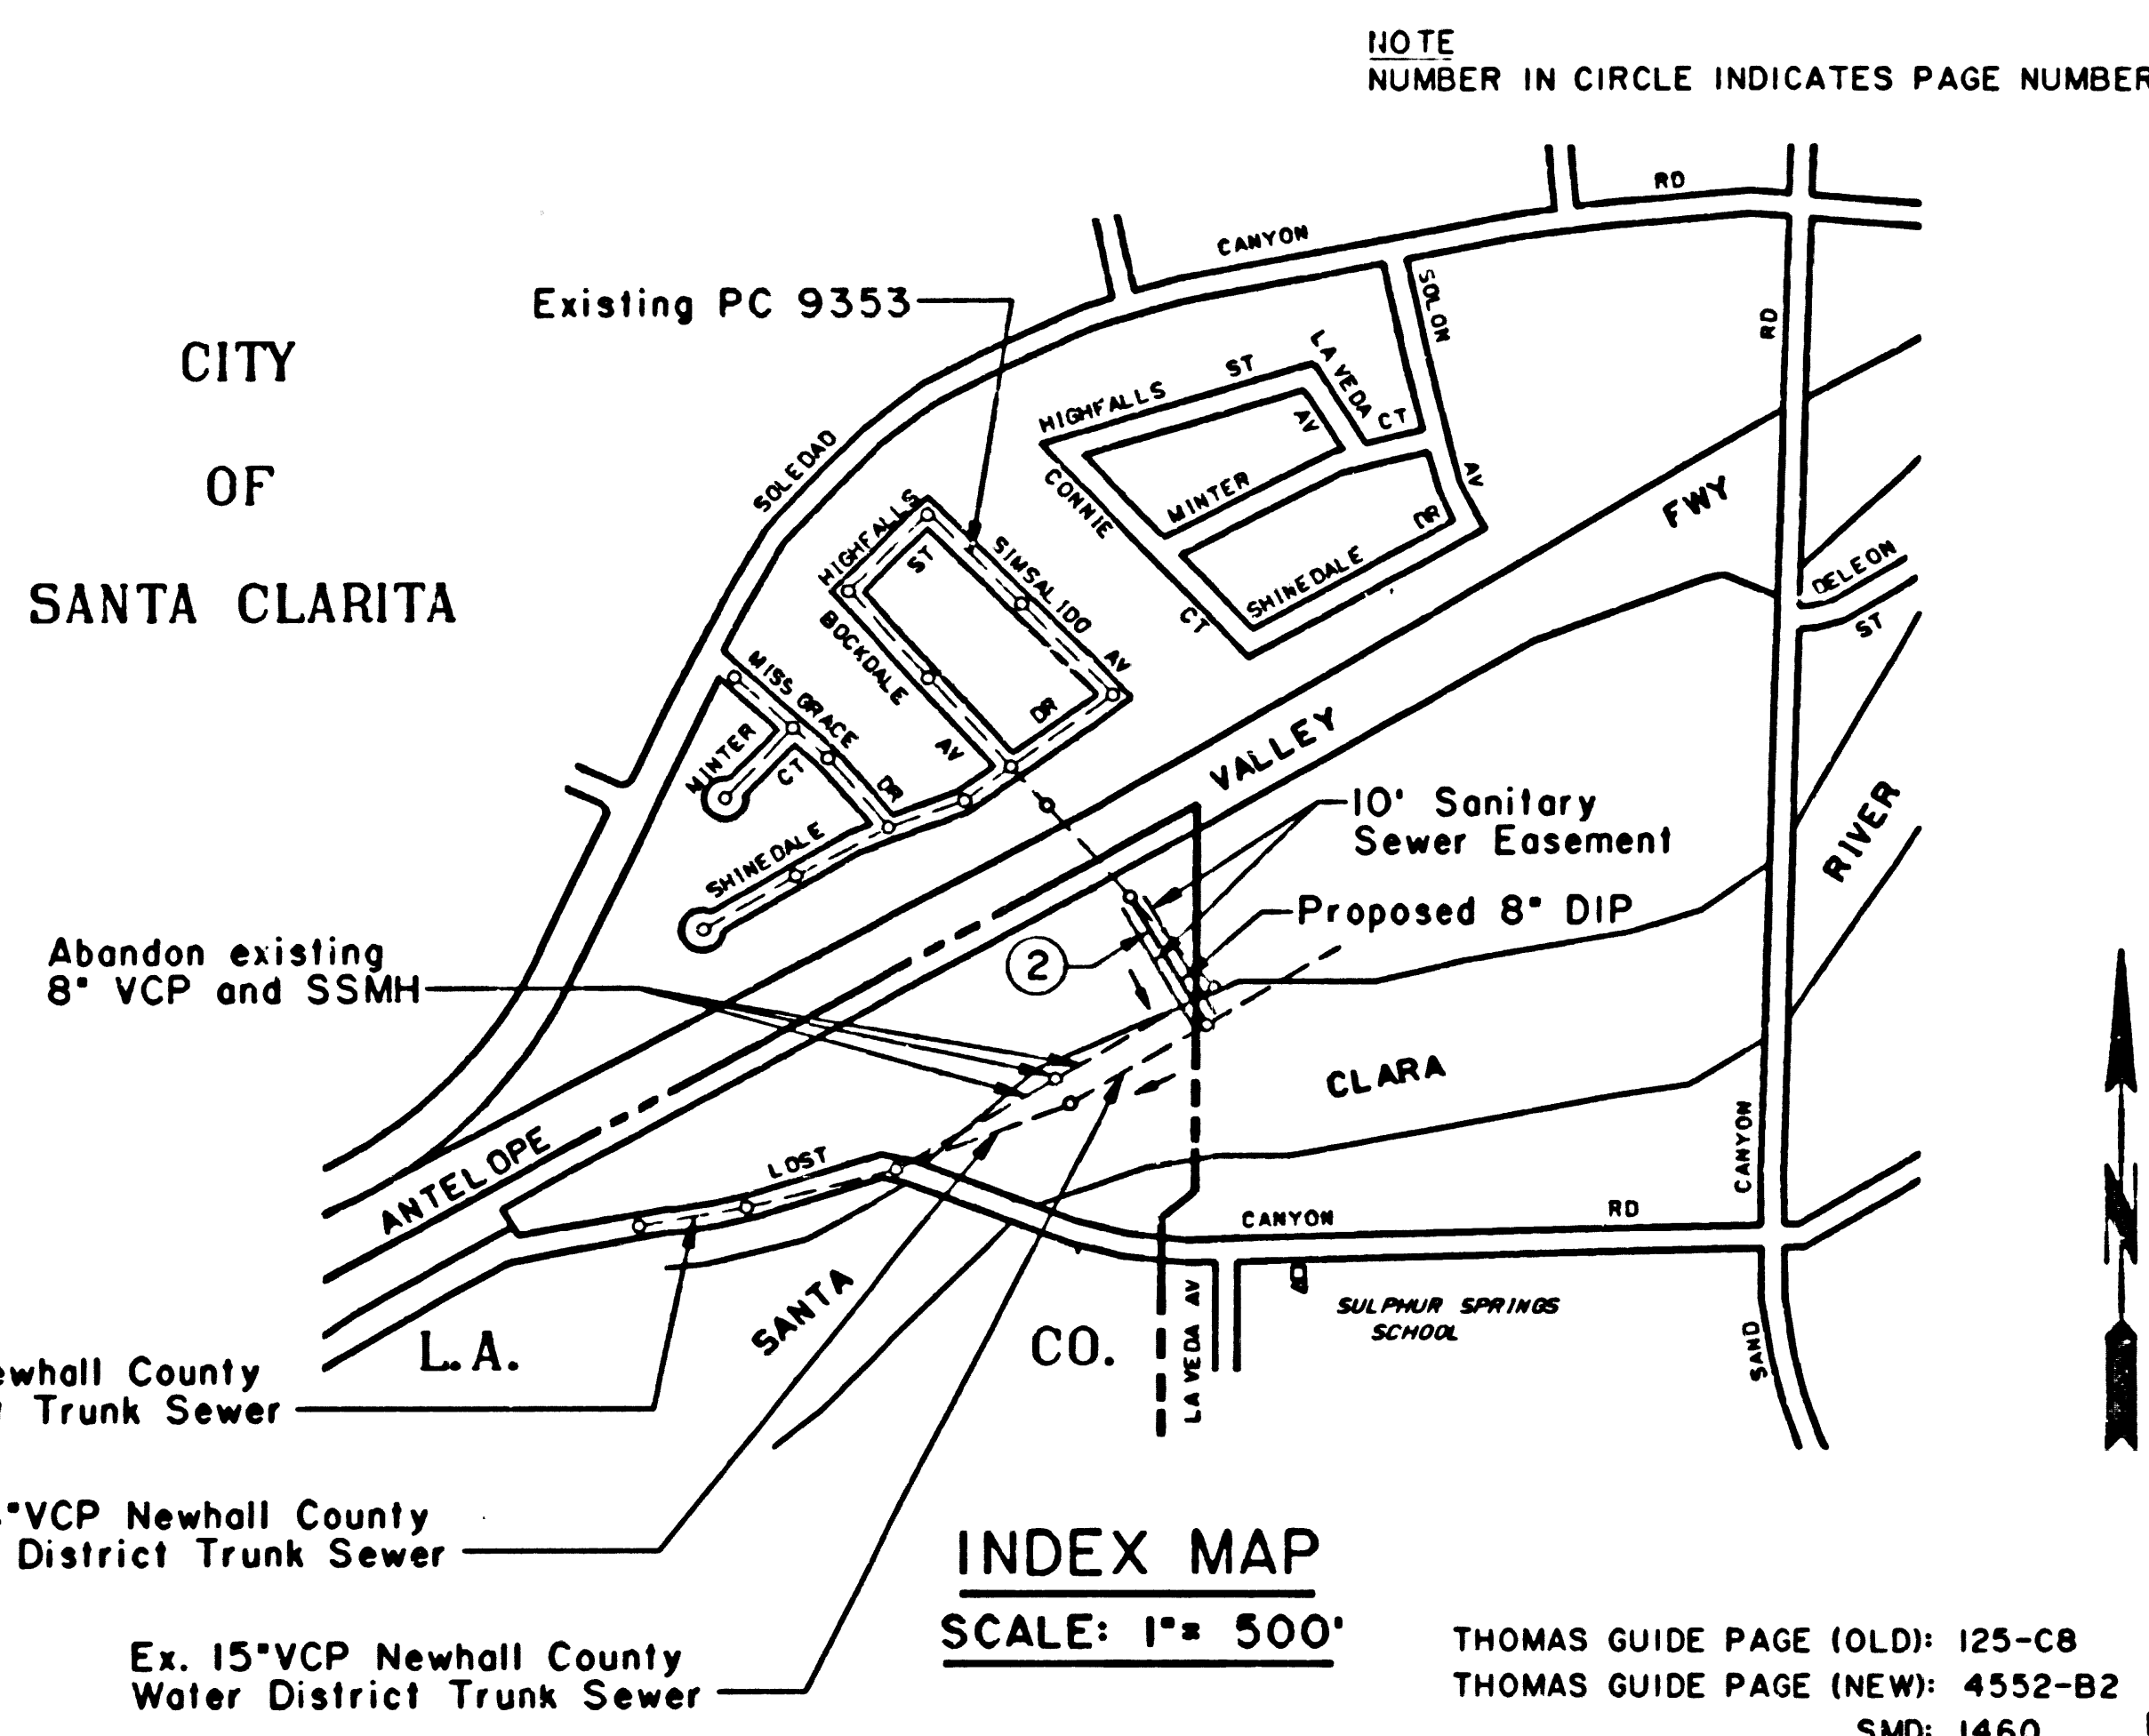 NOTE
NUMBER IN CIRCLE INDICATES PAGE NUMBER
RD
CANYON
SOLON
AV
Existing PC 9353
CITY
OF
SANTA CLARITA
RD
ST
LA VEDA
CT
HIGHFALLS
AV
MINTER
CONNIE
CT
SHINEDALE
DR
SOLEDAD
FWY
HIGHFALLS
ST
SIMSALIDO
AV
BOCKDALE
AV
DR
DELEON
ST
MISS GRACE
DR
MINTER
CT
SHINEDALE
VALLEY
10' Sanitary
Sewer Easement
RIVER
Proposed 8" DIP
2
Abandon existing
8" VCP and SSMH
CLARA
ANTELOPE
LOST
CANYON
CANYON
RD
SANTA
L.A.
CO.
LA VEDA AV
SULPHUR SPRINGS
SCHOOL
SAND
N
ewhall County
Trunk Sewer
"VCP Newhall County
District Trunk Sewer
Ex. 15"VCP Newhall County
Water District Trunk Sewer
INDEX MAP
SCALE: 1"= 500'
THOMAS GUIDE PAGE (OLD): 125-C8
THOMAS GUIDE PAGE (NEW): 4552-B2
SMD: 1460